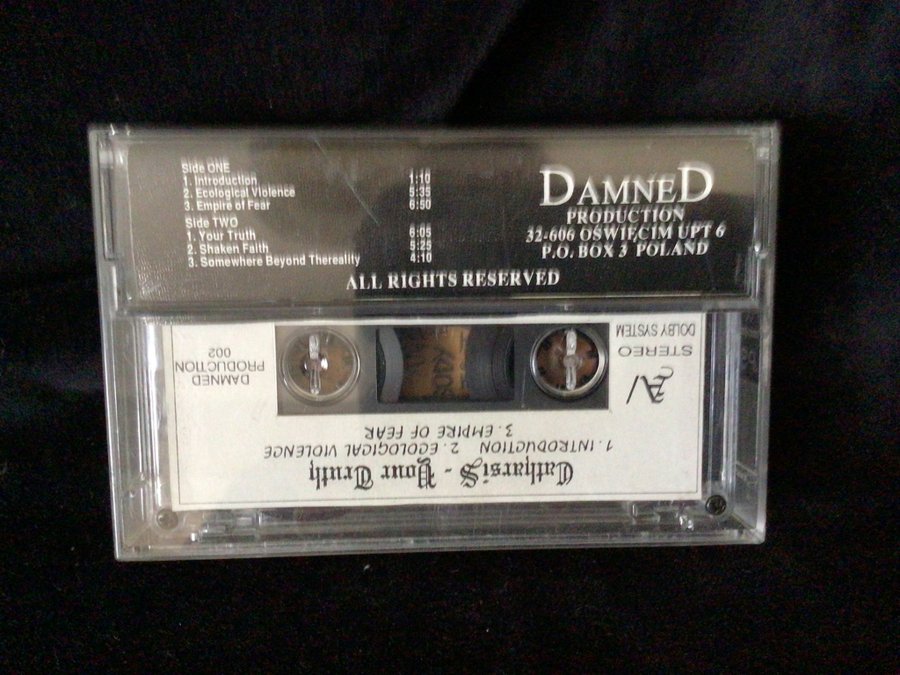 Side ONE
1. Introduction 1:10
2. Ecological Violence 5:35
3. Empire of Fear 6:50
Side TWO
1. Your Truth 6:05
2. Shaken Faith 5:25
3. Somewhere Beyond Thereality 4:10
DAMNED
PRODUCTION
32-606 OŚWIĘCIM UPT 6
P.O. BOX 3 POLAND
ALL RIGHTS RESERVED
CatharsiS - Your Truth
1. INTRODUCTION 2. ECOLOGICAL VIOLENCE
3. EMPIRE OF FEAR
A/
STEREO
DOLBY SYSTEM
DAMNED
PRODUCTION
002